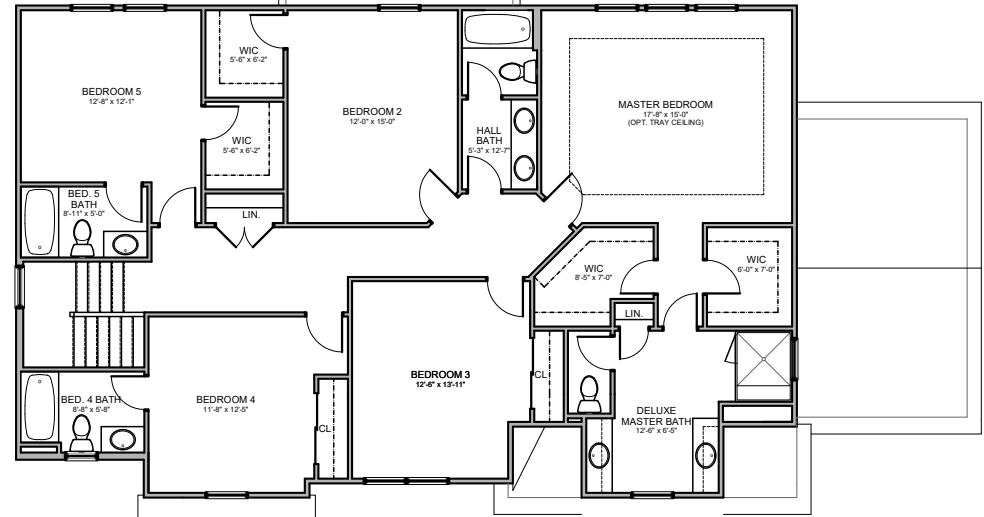 BEDROOM 5
12'-8" x 12'-1"
WIC
5'-6" x 6'-2"
WIC
5'-6" x 6'-2"
BEDROOM 2
12'-0" x 15'-0"
HALL
BATH
5'-3" x 12'-7"
MASTER BEDROOM
17'-8" x 15'-0"
(OPT. TRAY CEILING)
BED. 5
BATH
8'-11" x 5'-0"
LIN.
WIC
8'-5" x 7'-0"
WIC
6'-0" x 7'-0"
LIN.
BED. 4 BATH
8'-8" x 5'-8"
BEDROOM 4
11'-8" x 12'-5"
CL
BEDROOM 3
12'-6" x 13'-11"
CL
DELUXE
MASTER BATH
12'-6" x 6'-5"